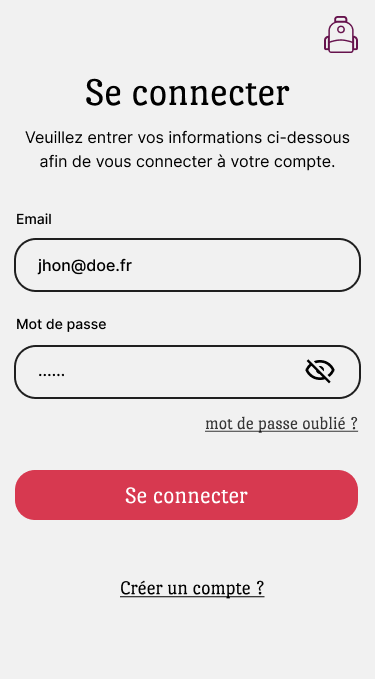 Se connecter
Veuillez entrer vos informations ci-dessous
afin de vous connecter à votre compte.
Email
jhon@doe.fr
Mot de passe
......
mot de passe oublié ?
Se connecter
Créer un compte ?